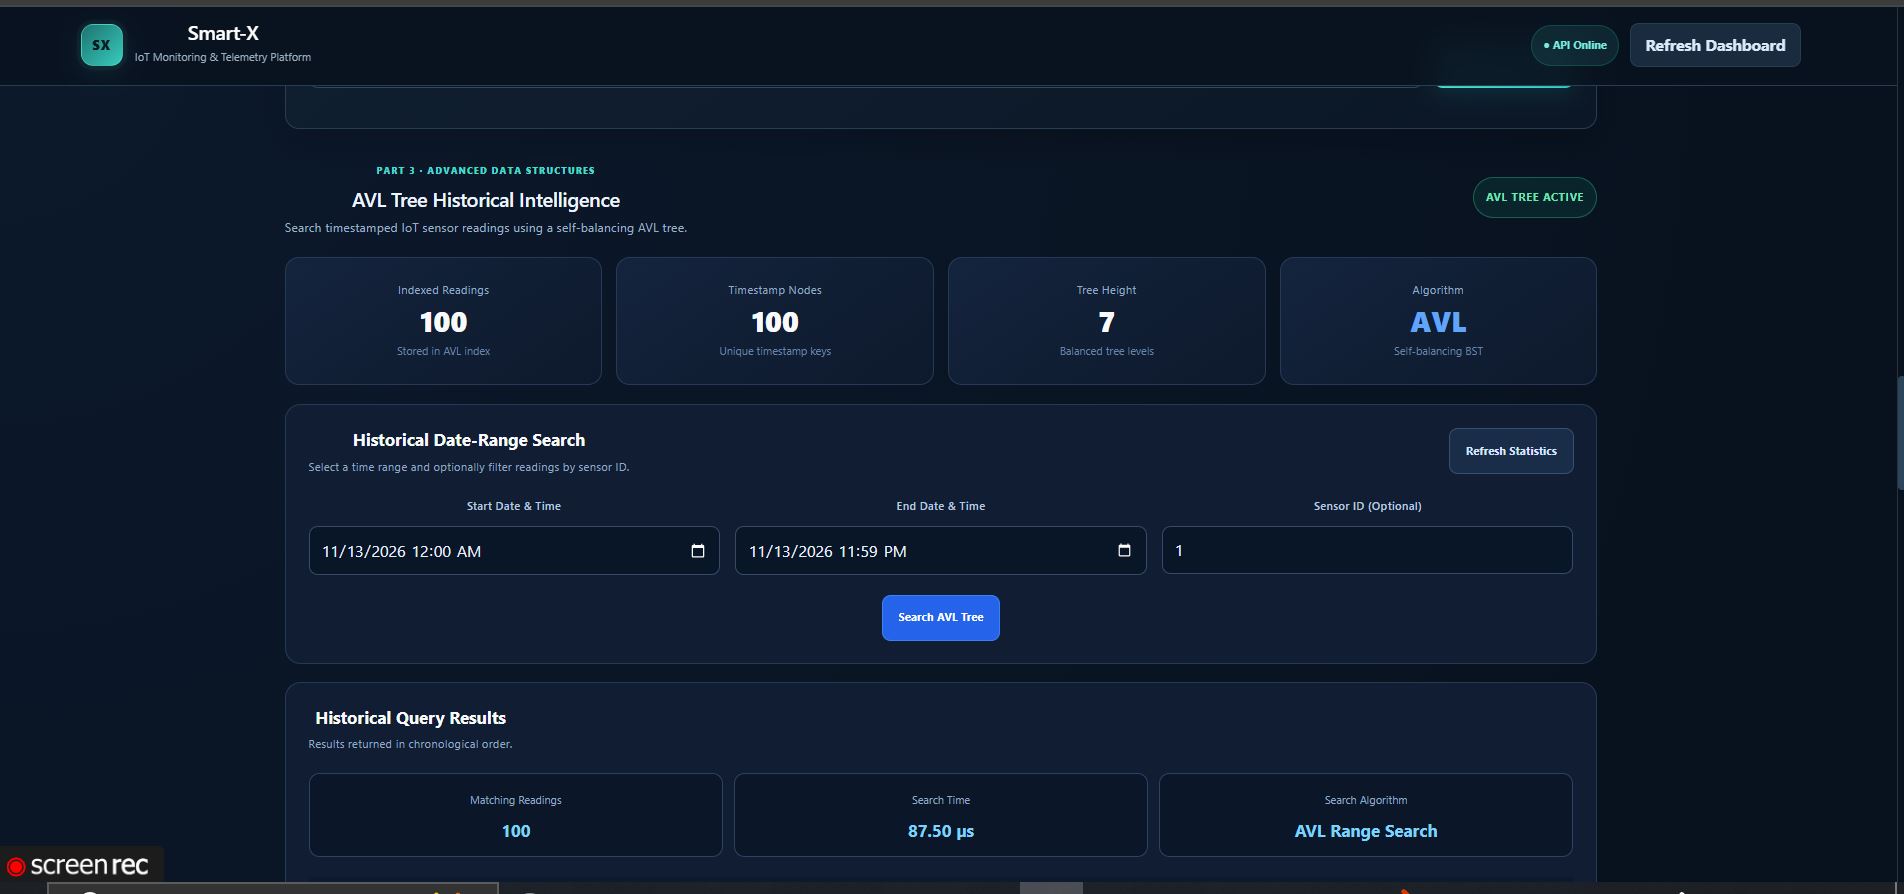 SX
Smart-X
IoT Monitoring & Telemetry Platform
• API Online
Refresh Dashboard
PART 3 · ADVANCED DATA STRUCTURES
AVL Tree Historical Intelligence
Search timestamped IoT sensor readings using a self-balancing AVL tree.
AVL TREE ACTIVE
Indexed Readings
100
Stored in AVL index
Timestamp Nodes
100
Unique timestamp keys
Tree Height
7
Balanced tree levels
Algorithm
AVL
Self-balancing BST
Historical Date-Range Search
Select a time range and optionally filter readings by sensor ID.
Refresh Statistics
Start Date & Time
11/13/2026 12:00 AM
End Date & Time
11/13/2026 11:59 PM
Sensor ID (Optional)
1
Search AVL Tree
Historical Query Results
Results returned in chronological order.
Matching Readings
100
Search Time
87.50 µs
Search Algorithm
AVL Range Search
screenrec